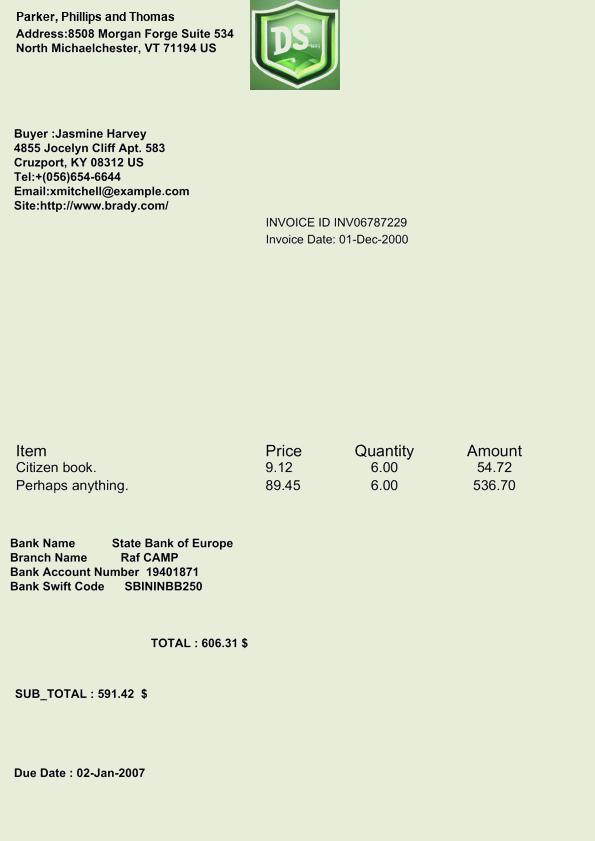 Parker, Phillips and Thomas
Address:8508 Morgan Forge Suite 534
North Michaelchester, VT 71194 US
DS
Buyer :Jasmine Harvey
4855 Jocelyn Cliff Apt. 583
Cruzport, KY 08312 US
Tel:+(056)654-6644
Email:xmitchell@example.com
Site:http://www.brady.com/
INVOICE ID INV06787229
Invoice Date: 01-Dec-2000
Item Price Quantity Amount
Citizen book. 9.12 6.00 54.72
Perhaps anything. 89.45 6.00 536.70
Bank Name State Bank of Europe
Branch Name Raf CAMP
Bank Account Number 19401871
Bank Swift Code SBININBB250
TOTAL : 606.31 $
SUB_TOTAL : 591.42 $
Due Date : 02-Jan-2007